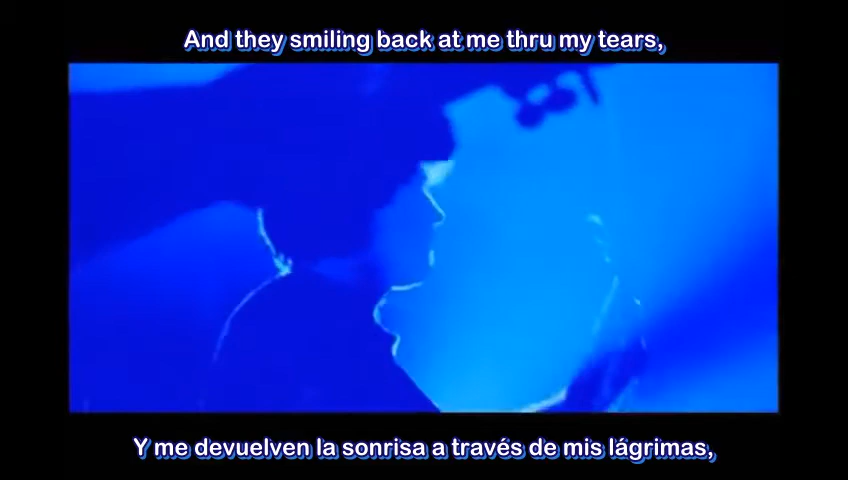 And they smiling back at me thru my tears,
Y me devuelven la sonrisa a través de mis lágrimas,